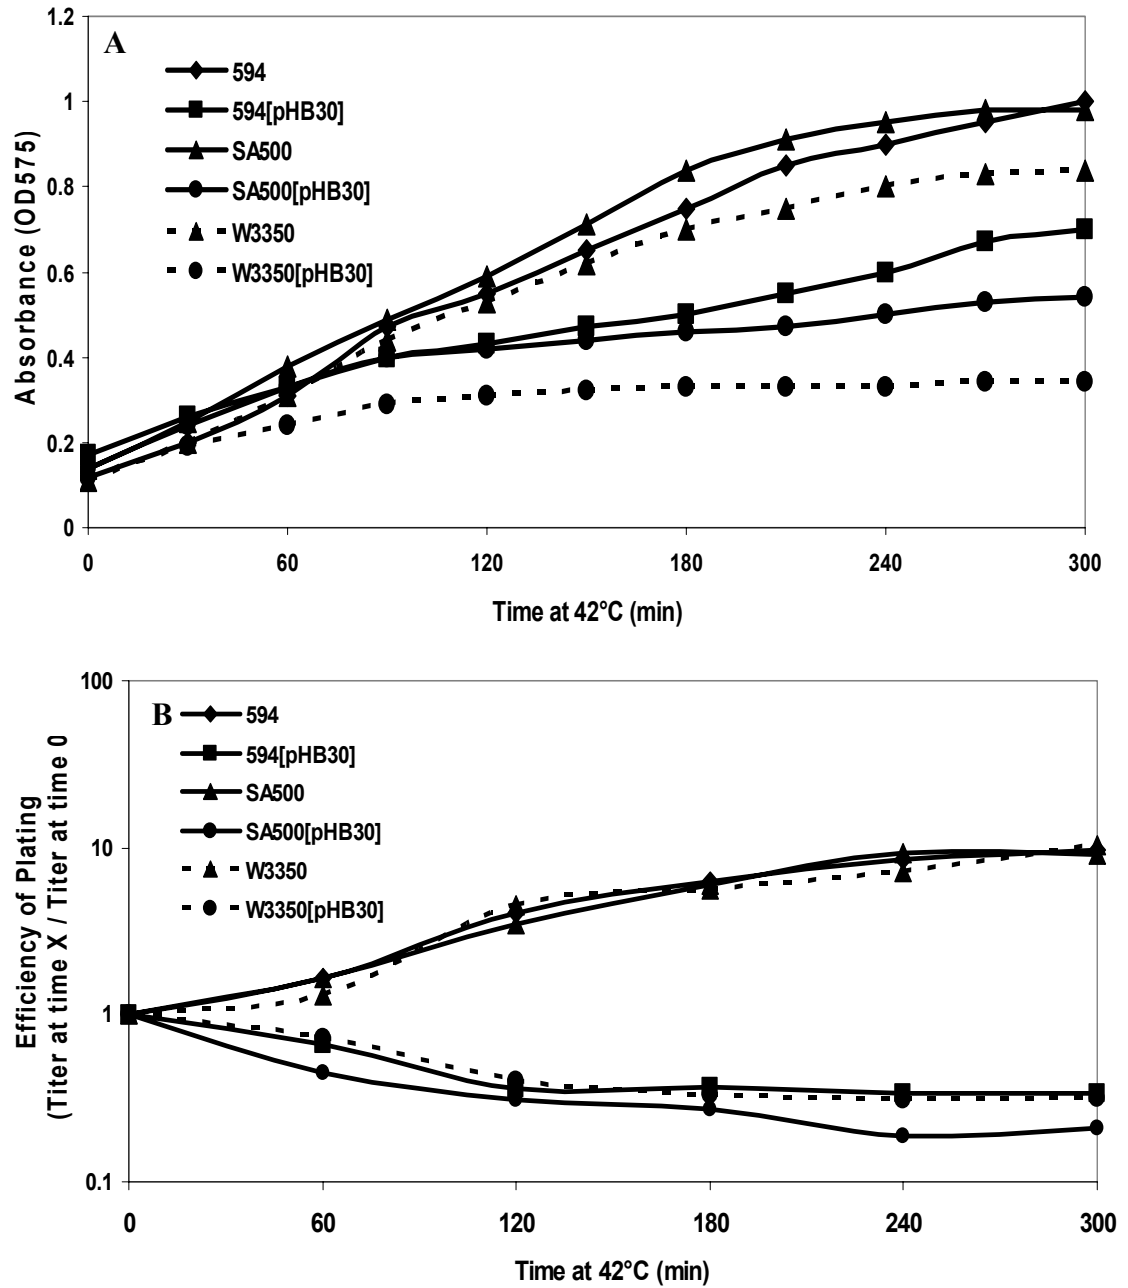 A
1.2
1
0.8
0.6
0.4
0.2
0
Absorbance (OD575)
594
594[pHB30]
SA500
SA500[pHB30]
W3350
W3350[pHB30]
0 60 120 180 240 300
Time at 42°C (min)
B
100
10
1
0.1
Efficiency of Plating
(Titer at time X / Titer at time 0
594
594[pHB30]
SA500
SA500[pHB30]
W3350
W3350[pHB30]
0 60 120 180 240 300
Time at 42°C (min)